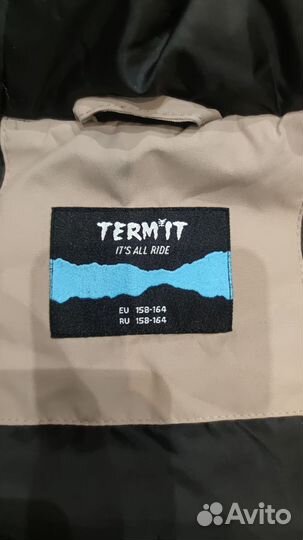 TERMIT
IT'S ALL RIDE
EU 158-164
RU 158-164
Avito